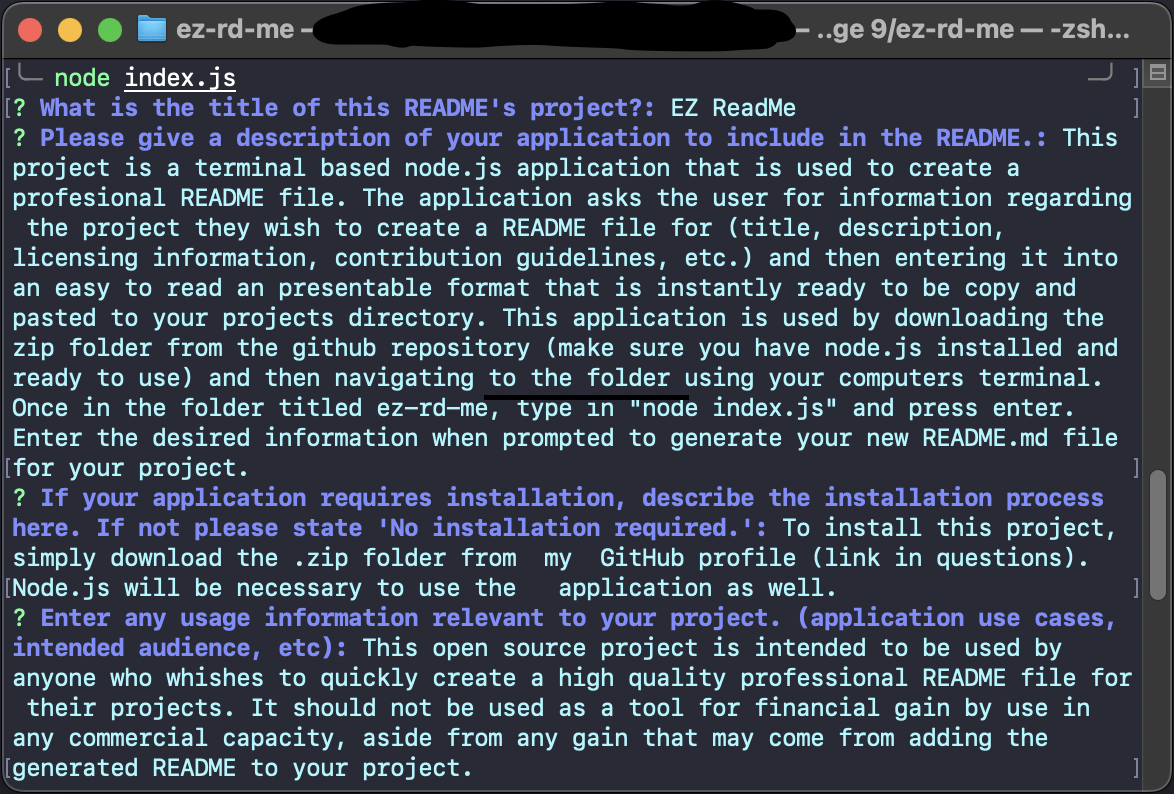 ez-rd-me — — ..ge 9/ez-rd-me — -zsh...
node index.js
? What is the title of this README's project?: EZ ReadMe
? Please give a description of your application to include in the README.: This
project is a terminal based node.js application that is used to create a
profesional README file. The application asks the user for information regarding
the project they wish to create a README file for (title, description,
licensing information, contribution guidelines, etc.) and then entering it into
an easy to read an presentable format that is instantly ready to be copy and
pasted to your projects directory. This application is used by downloading the
zip folder from the github repository (make sure you have node.js installed and
ready to use) and then navigating to the folder using your computers terminal.
Once in the folder titled ez-rd-me, type in "node index.js" and press enter.
Enter the desired information when prompted to generate your new README.md file
for your project.
? If your application requires installation, describe the installation process
here. If not please state 'No installation required.': To install this project,
simply download the .zip folder from  my  GitHub profile (link in questions).
Node.js will be necessary to use the   application as well.
? Enter any usage information relevant to your project. (application use cases,
intended audience, etc): This open source project is intended to be used by
anyone who whishes to quickly create a high quality professional README file for
their projects. It should not be used as a tool for financial gain by use in
any commercial capacity, aside from any gain that may come from adding the
generated README to your project.